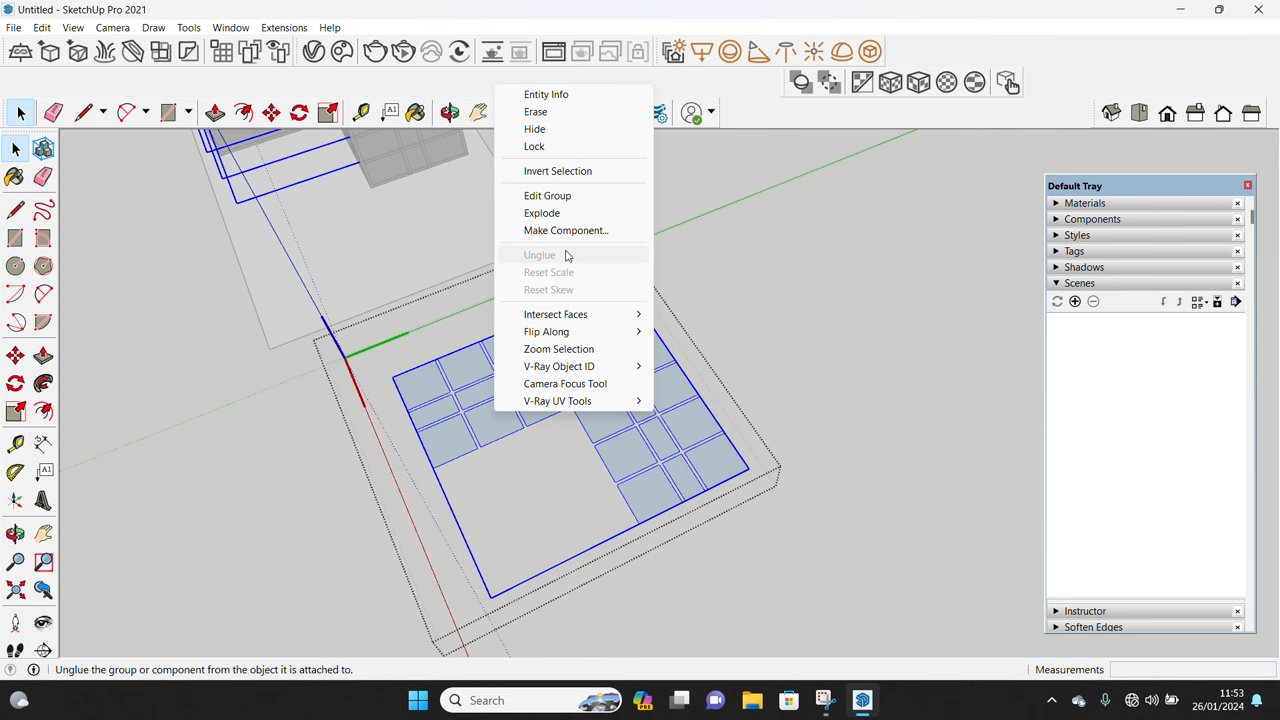 Untitled - SketchUp Pro 2021
File Edit View Camera Draw Tools Window Extensions Help
Entity Info
Erase
Hide
Lock
Invert Selection
Edit Group
Explode
Make Component...
Unglue
Reset Scale
Reset Skew
Intersect Faces
Flip Along
Zoom Selection
V-Ray Object ID
Camera Focus Tool
V-Ray UV Tools
Default Tray
Materials
Components
Styles
Tags
Shadows
Scenes
Instructor
Soften Edges
Unglue the group or component from the object it is attached to.
Measurements
Search
PRE
11:53
26/01/2024